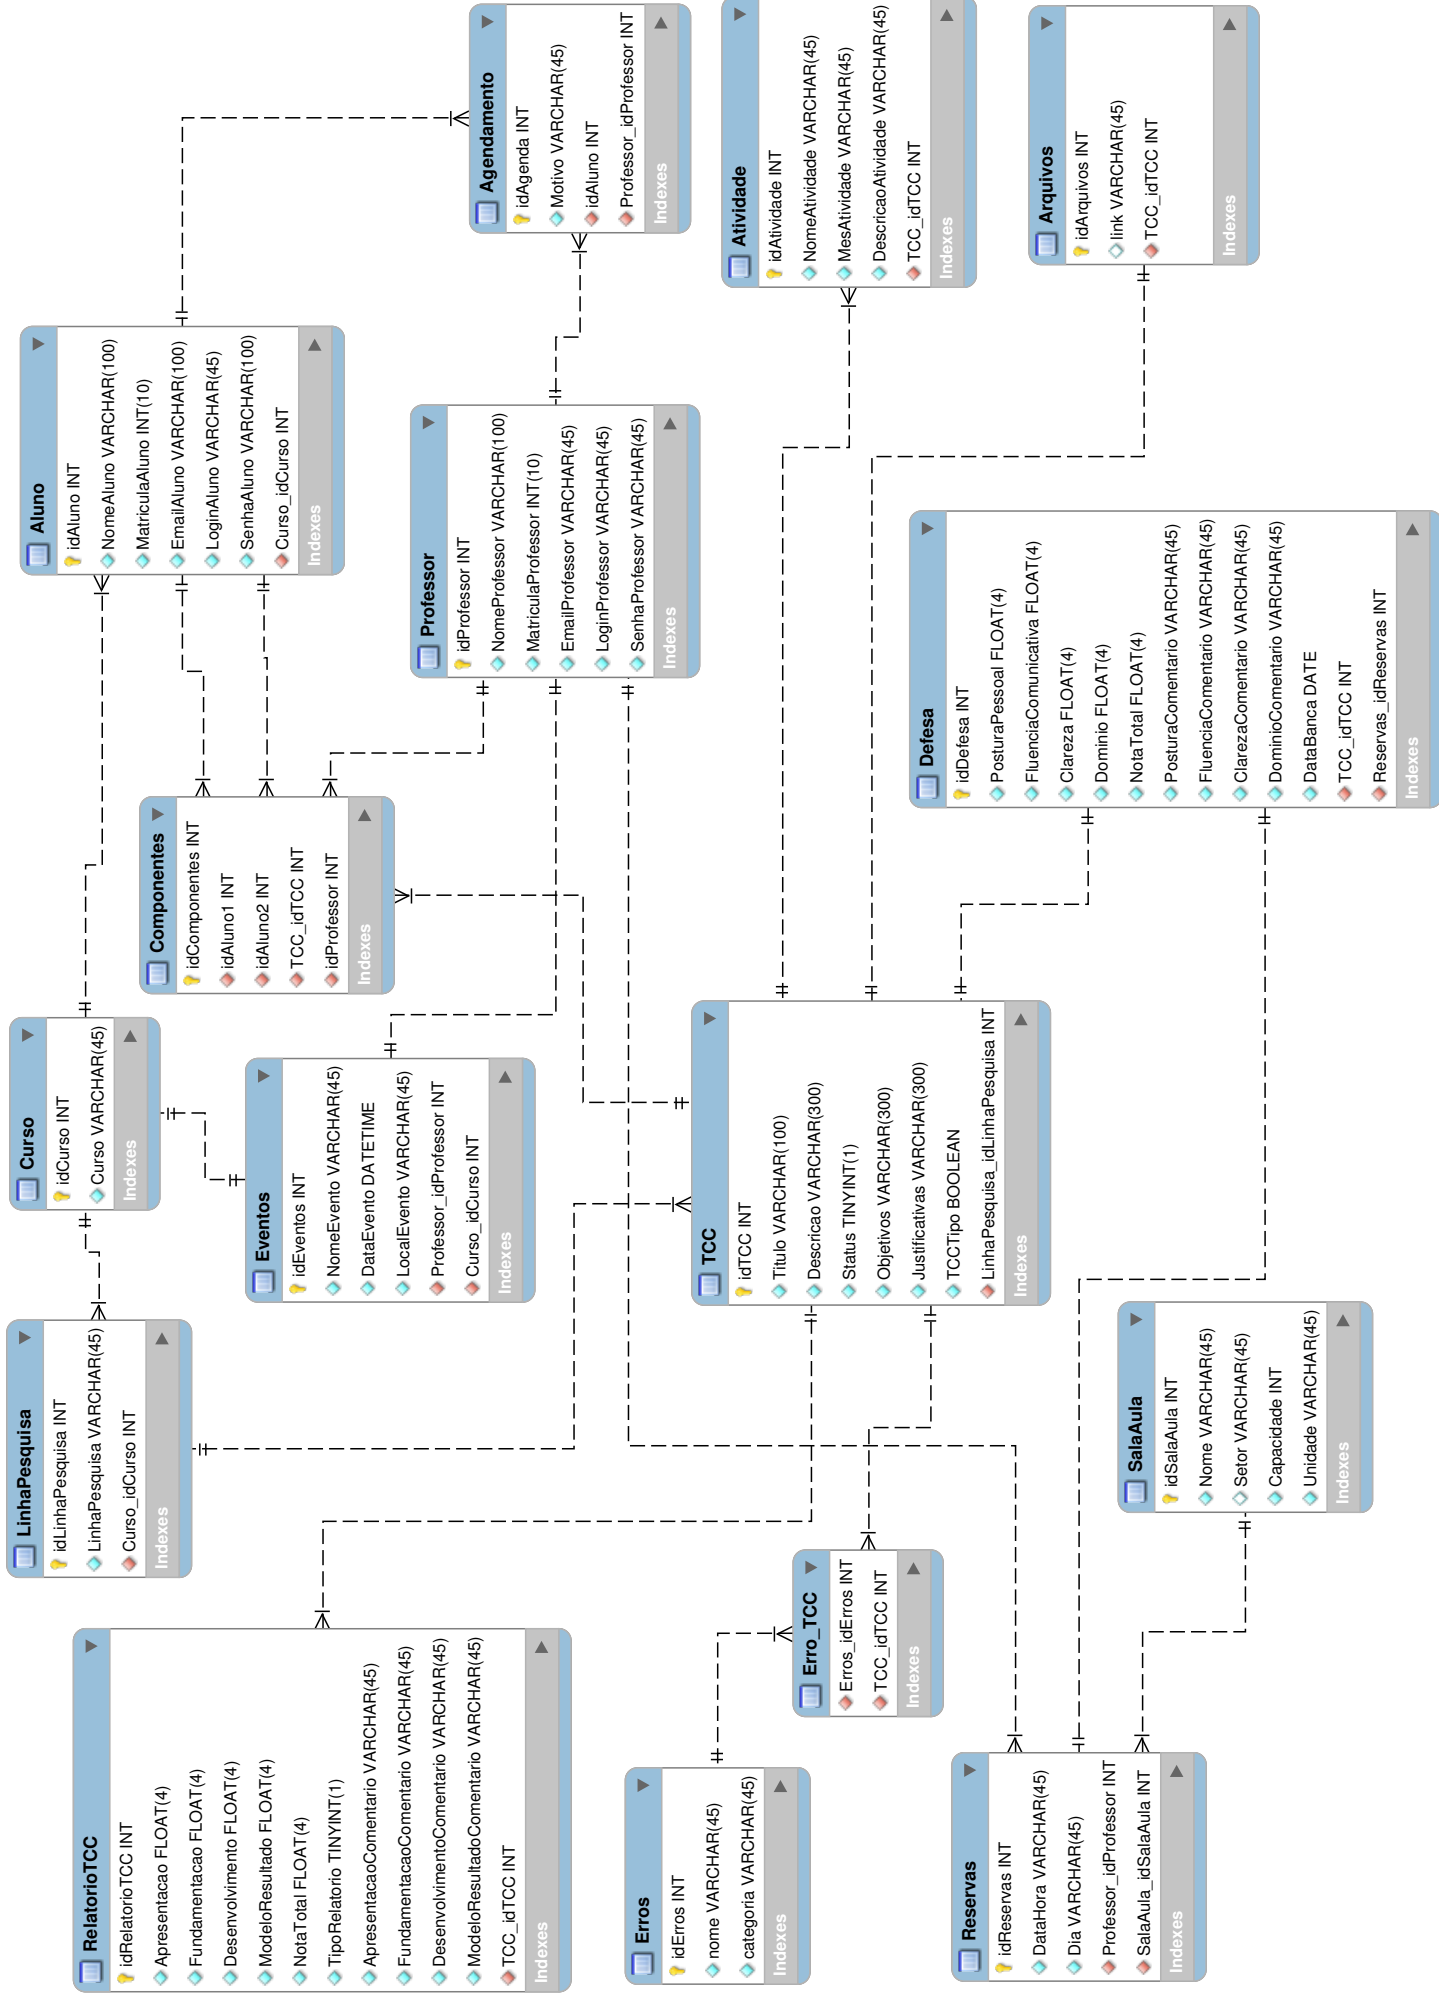 RelatorioTCC
idRelatorioTCC INT
Apresentacao FLOAT(4)
Fundamentacao FLOAT(4)
Desenvolvimento FLOAT(4)
ModeloResultado FLOAT(4)
NotaTotal FLOAT(4)
TipoRelatorio TINYINT(1)
ApresentacaoComentario VARCHAR(45)
FundamentacaoComentario VARCHAR(45)
DesenvolvimentoComentario VARCHAR(45)
ModeloResultadoComentario VARCHAR(45)
TCC_idTCC INT
Indexes
LinhaPesquisa
idLinhaPesquisa INT
LinhaPesquisa VARCHAR(45)
Curso_idCurso INT
Indexes
Curso
idCurso INT
Curso VARCHAR(45)
Indexes
Eventos
idEventos INT
NomeEvento VARCHAR(45)
DataEvento DATETIME
LocalEvento VARCHAR(45)
Professor_idProfessor INT
Curso_idCurso INT
Indexes
Componentes
idComponentes INT
idAluno1 INT
idAluno2 INT
TCC_idTCC INT
idProfessor INT
Indexes
Aluno
idAluno INT
NomeAluno VARCHAR(100)
MatriculaAluno INT(10)
EmailAluno VARCHAR(100)
LoginAluno VARCHAR(45)
SenhaAluno VARCHAR(100)
Curso_idCurso INT
Indexes
Professor
idProfessor INT
NomeProfessor VARCHAR(100)
MatriculaProfessor INT(10)
EmailProfessor VARCHAR(45)
LoginProfessor VARCHAR(45)
SenhaProfessor VARCHAR(45)
Indexes
Agendamento
idAgenda INT
Motivo VARCHAR(45)
idAluno INT
Professor_idProfessor INT
Indexes
Erros
idErros INT
nome VARCHAR(45)
categoria VARCHAR(45)
Indexes
Erro_TCC
Erros_idErros INT
TCC_idTCC INT
Indexes
TCC
idTCC INT
Titulo VARCHAR(100)
Descricao VARCHAR(300)
Status TINYINT(1)
Objetivos VARCHAR(300)
Justificativas VARCHAR(300)
TCCTipo BOOLEAN
LinhaPesquisa_idLinhaPesquisa INT
Indexes
Atividade
idAtividade INT
NomeAtividade VARCHAR(45)
MesAtividade VARCHAR(45)
DescricaoAtividade VARCHAR(45)
TCC_idTCC INT
Indexes
Reservas
idReservas INT
DataHora VARCHAR(45)
Dia VARCHAR(45)
Professor_idProfessor INT
SalaAula_idSalaAula INT
Indexes
SalaAula
idSalaAula INT
Nome VARCHAR(45)
Setor VARCHAR(45)
Capacidade INT
Unidade VARCHAR(45)
Indexes
Defesa
idDefesa INT
PosturaPessoal FLOAT(4)
FluenciaComunicativa FLOAT(4)
Clareza FLOAT(4)
Dominio FLOAT(4)
NotaTotal FLOAT(4)
PosturaComentario VARCHAR(45)
FluenciaComentario VARCHAR(45)
ClarezaComentario VARCHAR(45)
DominioComentario VARCHAR(45)
DataBanca DATE
TCC_idTCC INT
Reservas_idReservas INT
Indexes
Arquivos
idArquivos INT
link VARCHAR(45)
TCC_idTCC INT
Indexes